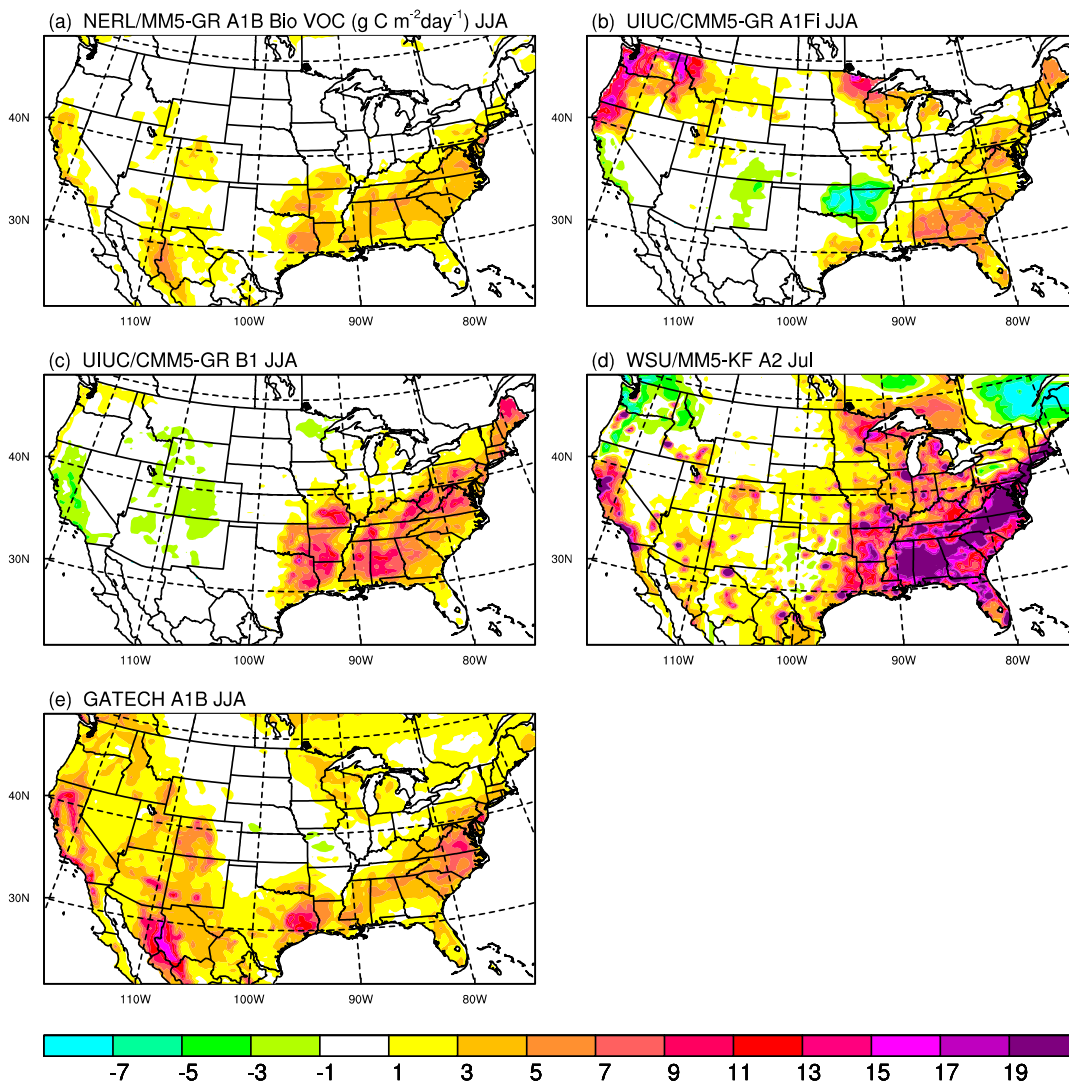 (a) NERL/MM5-GR A1B Bio VOC (g C m⁻²day⁻¹) JJA
(b) UIUC/CMM5-GR A1Fi JJA
40N
30N
110W 100W 90W 80W
40N
30N
110W 100W 90W 80W
(c) UIUC/CMM5-GR B1 JJA
(d) WSU/MM5-KF A2 Jul
40N
30N
110W 100W 90W 80W
40N
30N
110W 100W 90W 80W
(e) GATECH A1B JJA
40N
30N
110W 100W 90W 80W
-7 -5 -3 -1 1 3 5 7 9 11 13 15 17 19